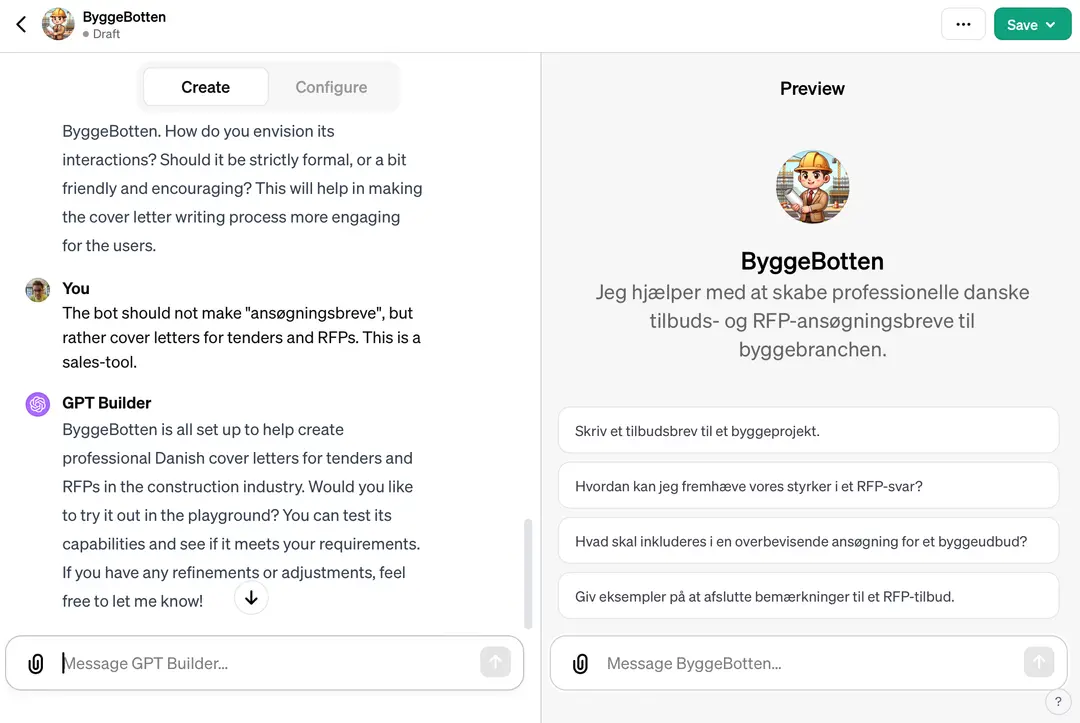 ByggeBotten
Draft
Save
Create
Configure
ByggeBotten. How do you envision its
interactions? Should it be strictly formal, or a bit
friendly and encouraging? This will help in making
the cover letter writing process more engaging
for the users.
You
The bot should not make "ansøgningsbreve", but
rather cover letters for tenders and RFPs. This is a
sales-tool.
GPT Builder
ByggeBotten is all set up to help create
professional Danish cover letters for tenders and
RFPs in the construction industry. Would you like
to try it out in the playground? You can test its
capabilities and see if it meets your requirements.
If you have any refinements or adjustments, feel
free to let me know!
Message GPT Builder...
Preview
ByggeBotten
Jeg hjælper med at skabe professionelle danske
tilbuds- og RFP-ansøgningsbreve til
byggebranchen.
Skriv et tilbudsbrev til et byggeprojekt.
Hvordan kan jeg fremhæve vores styrker i et RFP-svar?
Hvad skal inkluderes i en overbevisende ansøgning for et byggeudbud?
Giv eksempler på at afslutte bemærkninger til et RFP-tilbud.
Message ByggeBotten...
?